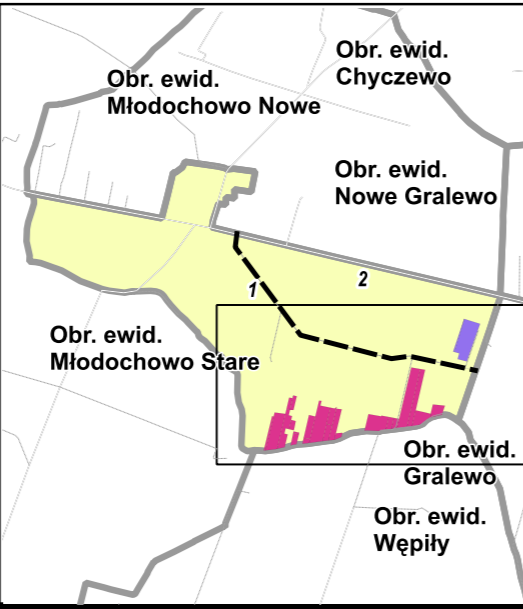 Obr. ewid.
Chyczewo
Obr. ewid.
Młodochowo Nowe
Obr. ewid.
Nowe Gralewo
1
2
Obr. ewid.
Młodochowo Stare
Obr. ewid.
Gralewo
Obr. ewid.
Wępiły